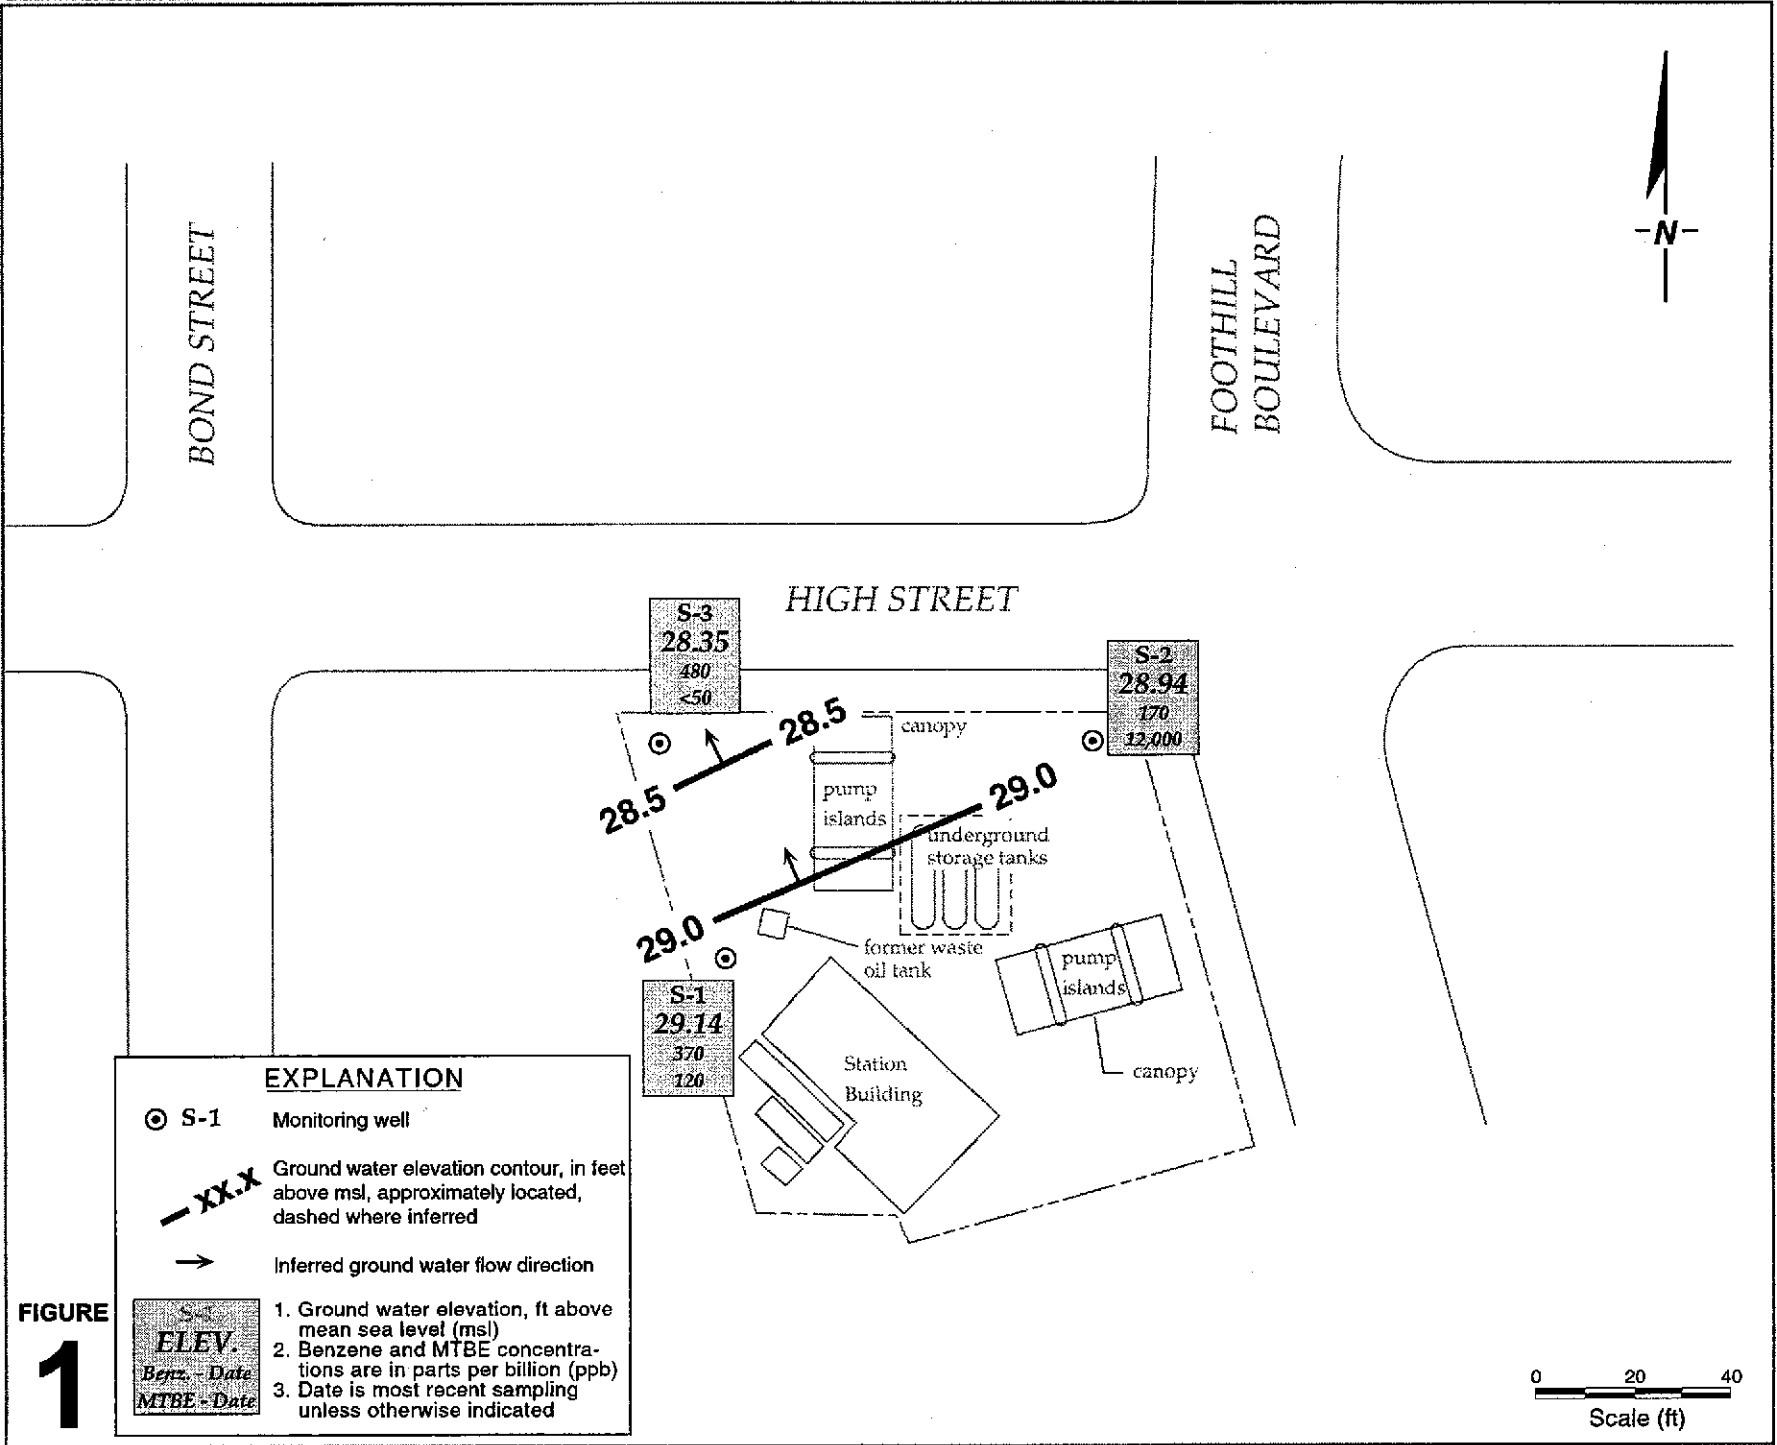 BOND STREET
FOOTHILL
BOULEVARD
-N-
HIGH STREET
S-3
28.35
480
<50
S-2
28.94
170
12,000
28.5
28.5
canopy
pump
islands
29.0
29.0
underground
storage tanks
former waste
oil tank
pump
islands
canopy
S-1
29.14
370
120
Station
Building
EXPLANATION
S-1 Monitoring well
XX.X Ground water elevation contour, in feet
above msl, approximately located,
dashed where inferred
Inferred ground water flow direction
ELEV.
Benz. - Date
MTBE - Date
1. Ground water elevation, ft above
mean sea level (msl)
2. Benzene and MTBE concentra-
tions are in parts per billion (ppb)
3. Date is most recent sampling
unless otherwise indicated
FIGURE
1
0 20 40
Scale (ft)